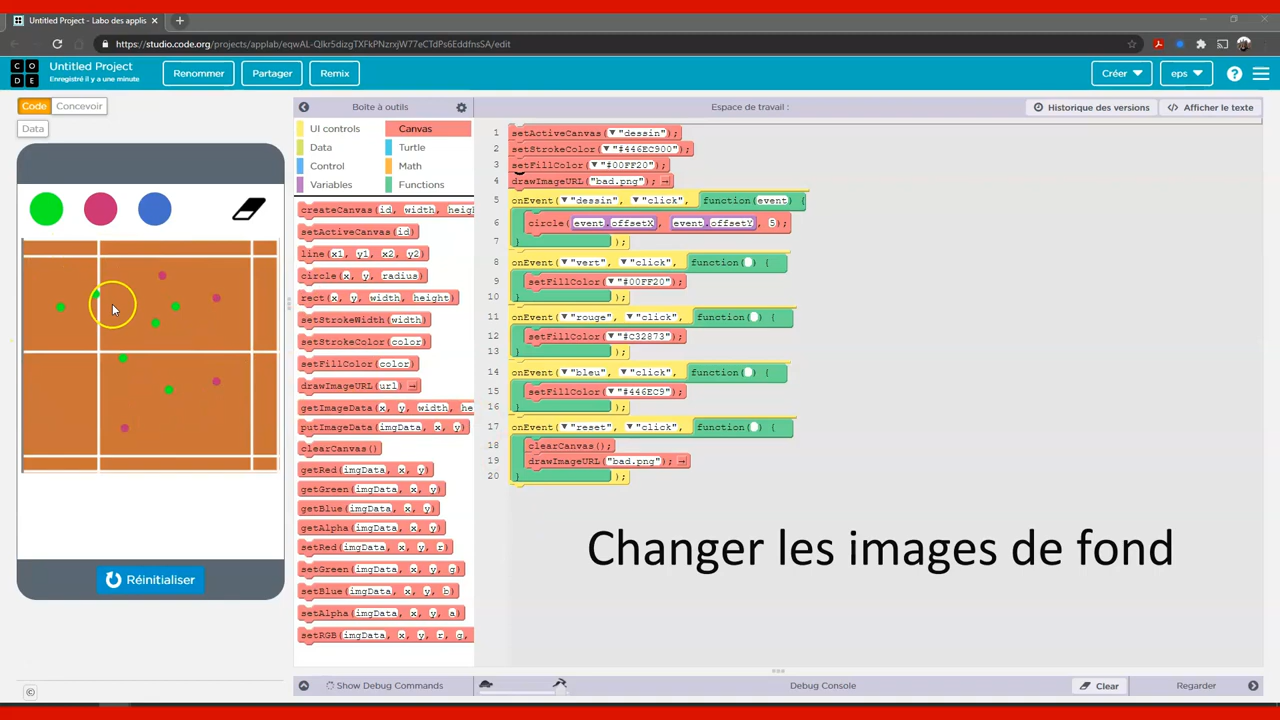 Untitled Project - Labo des applis
https://studio.code.org/projects/applab/eqwAL-QIkr5dizgTXFkPNzrxjW77eCTdPs6EddfnsSA/edit
C O
D E
Untitled Project
Enregistré il y a une minute
Renommer
Partager
Remix
Créer
eps
Code
Concevoir
Data
Boîte à outils
Espace de travail :
Historique des versions
Afficher le texte
UI controls
Canvas
Data
Turtle
Control
Math
Variables
Functions
createCanvas(id, width, heigh
setActiveCanvas(id)
line(x1, y1, x2, y2)
circle(x, y, radius)
rect(x, y, width, height)
setStrokeWidth(width)
setStrokeColor(color)
setFillColor(color)
drawImageURL(url)
getImageData(x, y, width, he
putImageData(imgData, x, y)
clearCanvas()
getRed(imgData, x, y)
getGreen(imgData, x, y)
getBlue(imgData, x, y)
getAlpha(imgData, x, y)
setRed(imgData, x, y, r)
setGreen(imgData, x, y, g)
setBlue(imgData, x, y, b)
setAlpha(imgData, x, y, a)
setRGB(imgData, x, y, r, g,
1 setActiveCanvas("dessin");
2 setStrokeColor("#446EC900");
3 setFillColor("#00FF20");
4 drawImageURL("bad.png");
5 onEvent("dessin", "click", function(event) {
6 circle(event.offsetX, event.offsetY, 5);
7 } );
8 onEvent("vert", "click", function() {
9 setFillColor("#00FF20");
10 } );
11 onEvent("rouge", "click", function() {
12 setFillColor("#C32873");
13 } );
14 onEvent("bleu", "click", function() {
15 setFillColor("#446EC9");
16 } );
17 onEvent("reset", "click", function() {
18 clearCanvas();
19 drawImageURL("bad.png");
20 } );
Changer les images de fond
Réinitialiser
©
Show Debug Commands
Debug Console
Clear
Regarder